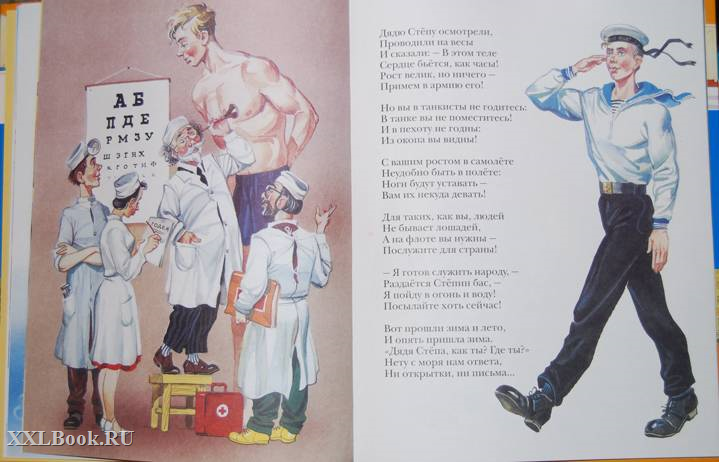 А Б
П Д Е
Р М З У
ГОДЕН
Дядю Стёпу осмотрели,
Проводили на весы
И сказали: – В этом теле
Сердце бьётся, как часы!
Рост велик, но ничего –
Примем в армию его!
Но вы в танкисты не годитесь:
В танке вы не поместитесь!
И в пехоту не годны:
Из окопа вы видны!
С вашим ростом в самолёте
Неудобно быть в полёте:
Ноги будут уставать –
Вам их некуда девать!
Для таких, как вы, людей
Не бывает лошадей,
А на флоте вы нужны –
Послужите для страны!
– Я готов служить народу, –
Раздаётся Стёпин бас, –
Я пойду в огонь и воду!
Посылайте хоть сейчас!
Вот прошли зима и лето,
И опять пришла зима.
«Дядя Стёпа, как ты? Где ты?»
Нету с моря нам ответа,
Ни открытки, ни письма...
XXLBook.RU